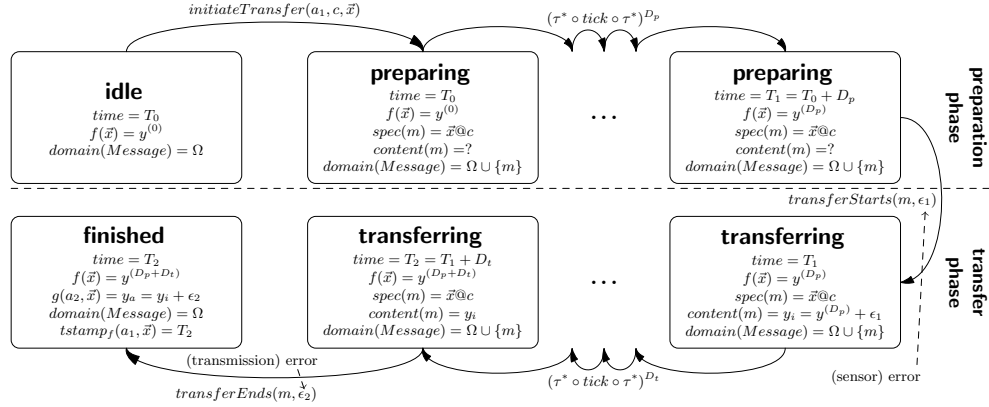 initiateTransfer(a₁, c, x⃗)
(τ* ∘ tick ∘ τ*)^{D_p}
idle
time = T₀
f(x⃗) = y⁽⁰⁾
domain(Message) = Ω
preparing
time = T₀
f(x⃗) = y⁽⁰⁾
spec(m) = x⃗@c
content(m) =?
domain(Message) = Ω ∪ {m}
...
preparing
time = T₁ = T₀ + D_p
f(x⃗) = y^{(D_p)}
spec(m) = x⃗@c
content(m) =?
domain(Message) = Ω ∪ {m}
preparation
phase
transferStarts(m, ϵ₁)
finished
time = T₂
f(x⃗) = y^{(D_p+D_t)}
g(a₂, x⃗) = y_a = y_i + ϵ₂
domain(Message) = Ω
tstamp_f(a₁, x⃗) = T₂
transferring
time = T₂ = T₁ + D_t
f(x⃗) = y^{(D_p+D_t)}
spec(m) = x⃗@c
content(m) = y_i
domain(Message) = Ω ∪ {m}
...
transferring
time = T₁
f(x⃗) = y^{(D_p)}
spec(m) = x⃗@c
content(m) = y_i = y^{(D_p)} + ϵ₁
domain(Message) = Ω ∪ {m}
transfer
phase
(transmission) error
transferEnds(m, ϵ₂)
(τ* ∘ tick ∘ τ*)^{D_t}
(sensor) error